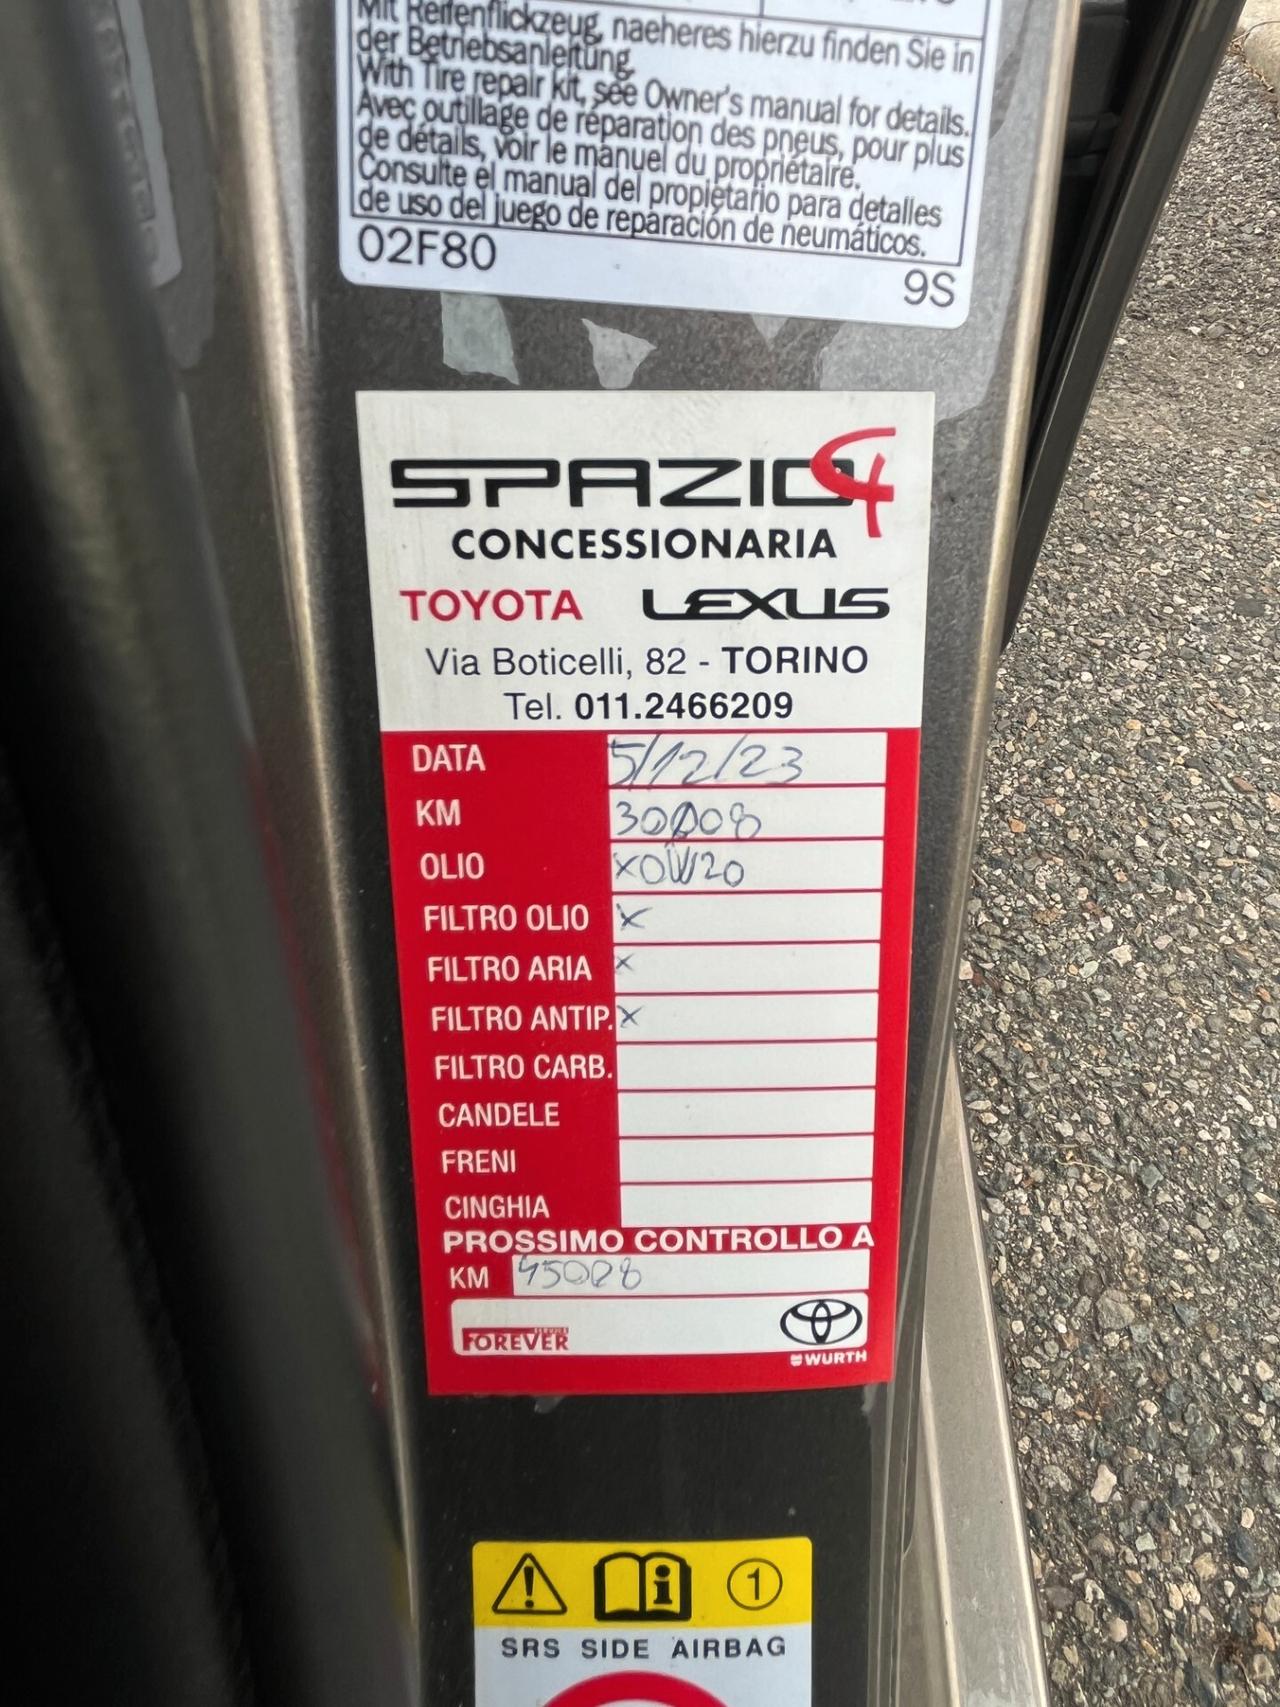 Mit Reifenflickzeug, naeheres hierzu finden Sie in
der Betriebsanleitung.
With Tire repair kit, see Owner's manual for details.
Avec outillage de réparation des pneus, pour plus
de détails, voir le manuel du propriétaire.
Consulte el manual del propietario para detalles
de uso del juego de reparación de neumáticos.
02F80
9S
SPAZIO4
CONCESSIONARIA
TOYOTA LEXUS
Via Boticelli, 82 - TORINO
Tel. 011.2466209
DATA 5/12/23
KM 30008
OLIO X0W20
FILTRO OLIO X
FILTRO ARIA X
FILTRO ANTIP. X
FILTRO CARB.
CANDELE
FRENI
CINGHIA
PROSSIMO CONTROLLO A
KM 45008
SERVICE
FOREVER
WURTH
1
SRS SIDE AIRBAG